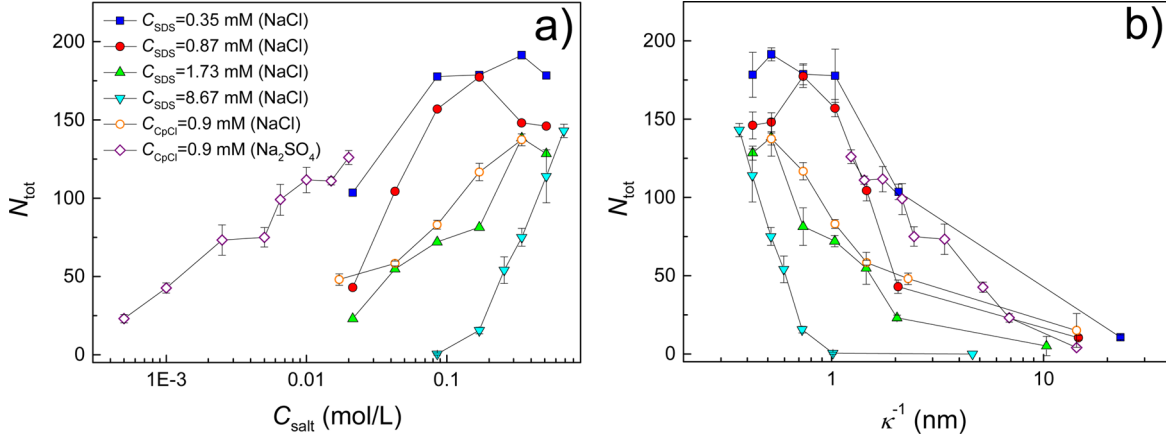 a)
C_SDS=0.35 mM (NaCl)
C_SDS=0.87 mM (NaCl)
C_SDS=1.73 mM (NaCl)
C_SDS=8.67 mM (NaCl)
C_CpCl=0.9 mM (NaCl)
C_CpCl=0.9 mM (Na₂SO₄)
200
150
100
50
0
N_tot
1E-3
0.01
0.1
C_salt (mol/L)
b)
200
150
100
50
0
N_tot
1
10
κ⁻¹ (nm)